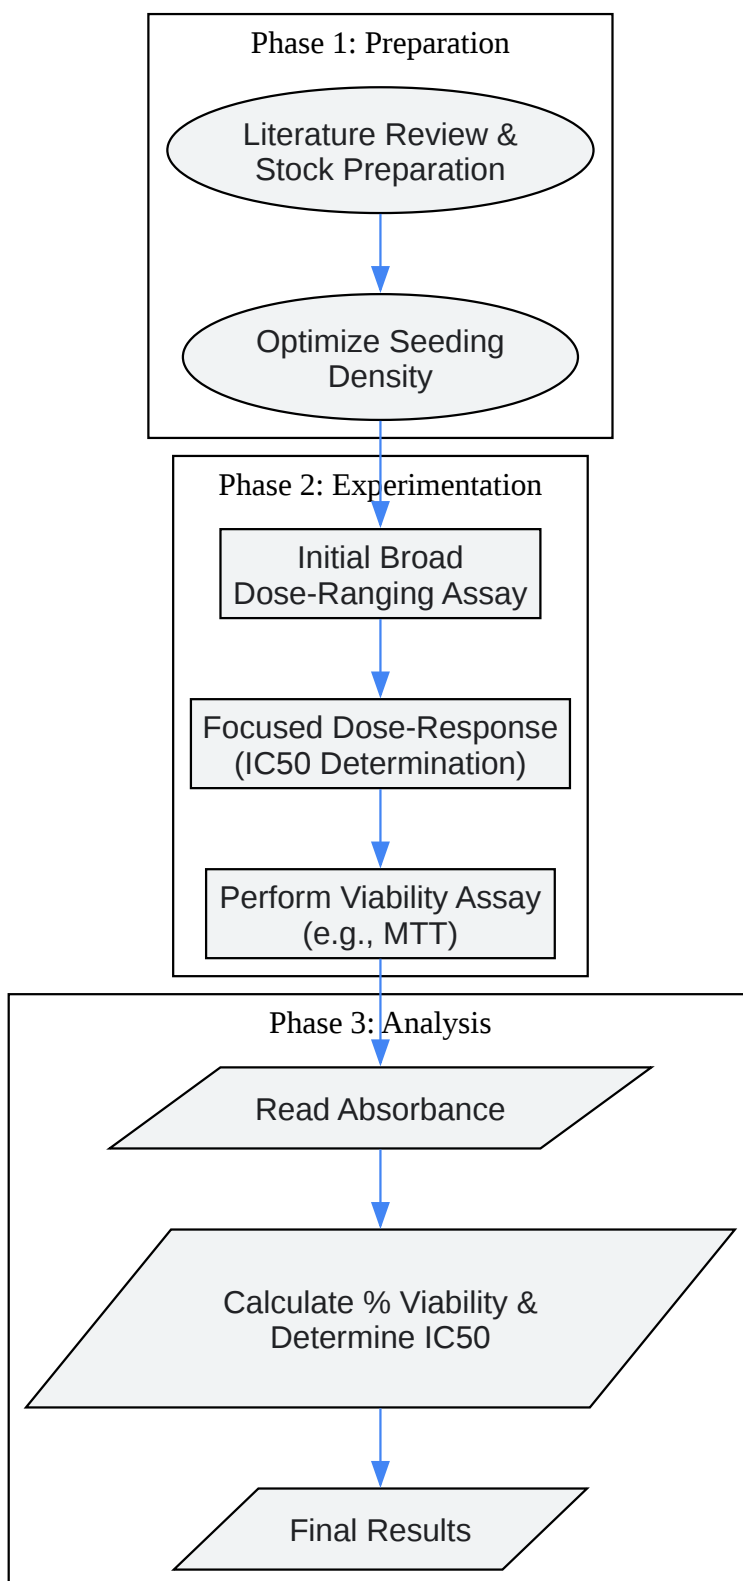 Phase 1: Preparation
Literature Review &
Stock Preparation
Optimize Seeding
Density
Phase 2: Experimentation
Initial Broad
Dose-Ranging Assay
Focused Dose-Response
(IC50 Determination)
Perform Viability Assay
(e.g., MTT)
Phase 3: Analysis
Read Absorbance
Calculate % Viability &
Determine IC50
Final Results